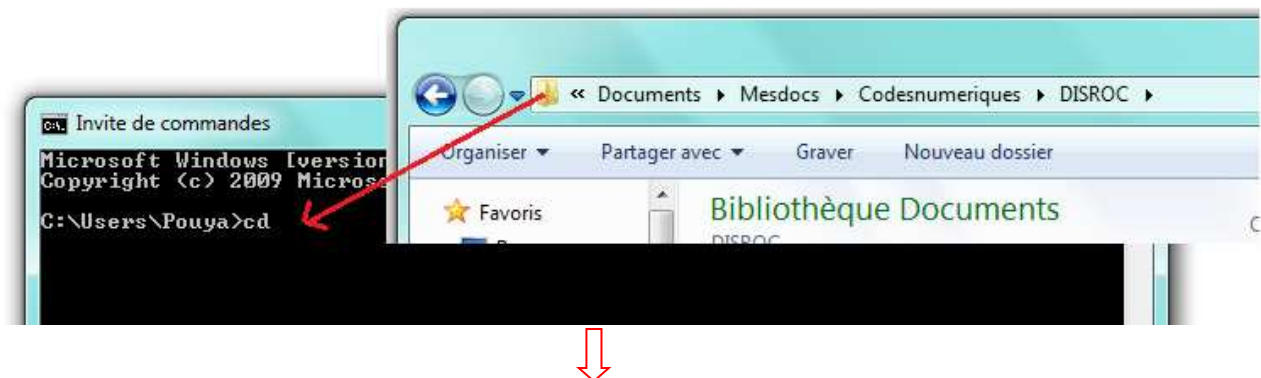 « Documents ▸ Mesdocs ▸ Codesnumeriques ▸ DISROC ▸
Organiser ▾ Partager avec ▾ Graver Nouveau dossier
Favoris
Bibliothèque Documents
DISROC
C:\. Invite de commandes
Microsoft Windows [version
Copyright (c) 2009 Micros
C:\Users\Pouya>cd